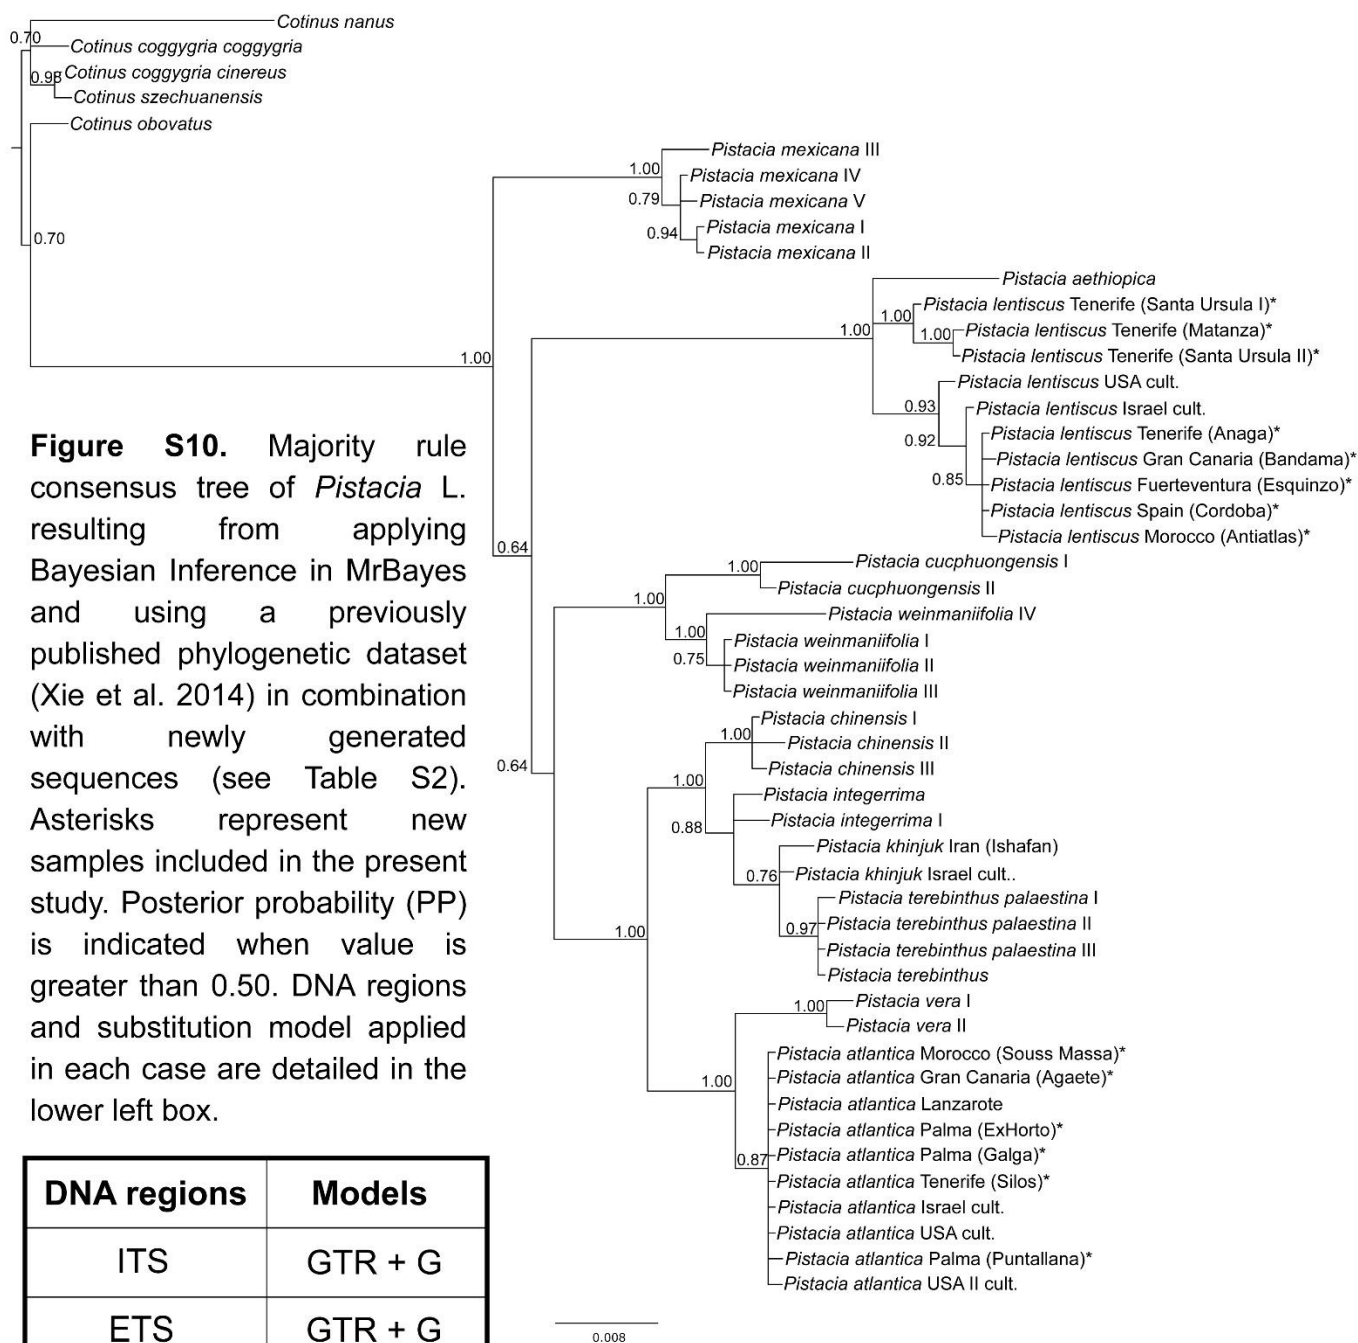 Cotinus nanus
0.70
Cotinus coggygria coggygria
Cotinus coggygria cinereus
Cotinus szechuanensis
Cotinus obovatus
0.70
Pistacia mexicana III
1.00
Pistacia mexicana IV
0.79
Pistacia mexicana V
Pistacia mexicana I
0.94
Pistacia mexicana II
Pistacia aethiopica
Pistacia lentiscus Tenerife (Santa Ursula I)*
1.00
Pistacia lentiscus Tenerife (Matanza)*
1.00
1.00
Pistacia lentiscus Tenerife (Santa Ursula II)*
1.00
Pistacia lentiscus USA cult.
0.93
Pistacia lentiscus Israel cult.
0.92
Pistacia lentiscus Tenerife (Anaga)*
Pistacia lentiscus Gran Canaria (Bandama)*
0.85
Pistacia lentiscus Fuerteventura (Esquinzo)*
Pistacia lentiscus Spain (Cordoba)*
Pistacia lentiscus Morocco (Antiatlas)*
0.64
Pistacia cucphuongensis I
1.00
Pistacia cucphuongensis II
1.00
Pistacia weinmaniifolia IV
1.00
Pistacia weinmaniifolia I
0.75
Pistacia weinmaniifolia II
Pistacia weinmaniifolia III
Pistacia chinensis I
1.00
Pistacia chinensis II
0.64
Pistacia chinensis III
1.00
Pistacia integerrima
Pistacia integerrima I
0.88
Pistacia khinjuk Iran (Ishafan)
0.76
Pistacia khinjuk Israel cult..
Pistacia terebinthus palaestina I
Pistacia terebinthus palaestina II
0.97
1.00
Pistacia terebinthus palaestina III
Pistacia terebinthus
Pistacia vera I
1.00
Pistacia vera II
Pistacia atlantica Morocco (Souss Massa)*
Pistacia atlantica Gran Canaria (Agaete)*
1.00
Pistacia atlantica Lanzarote
Pistacia atlantica Palma (ExHorto)*
Pistacia atlantica Palma (Galga)*
0.87
Pistacia atlantica Tenerife (Silos)*
Pistacia atlantica Israel cult.
Pistacia atlantica USA cult.
Pistacia atlantica Palma (Puntallana)*
Pistacia atlantica USA II cult.
0.008
Figure S10. Majority rule
consensus tree of Pistacia L.
resulting from applying
Bayesian Inference in MrBayes
and using a previously
published phylogenetic dataset
(Xie et al. 2014) in combination
with newly generated
sequences (see Table S2).
Asterisks represent new
samples included in the present
study. Posterior probability (PP)
is indicated when value is
greater than 0.50. DNA regions
and substitution model applied
in each case are detailed in the
lower left box.
DNA regions Models
ITS GTR + G
ETS GTR + G